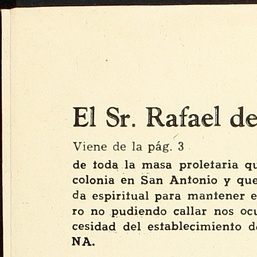 El Sr. Rafael de
Viene de la pág. 3
de toda la masa proletaria qu
colonia en San Antonio y que
da espiritual para mantener e
ro no pudiendo callar nos ocu
cesidad del establecimiento d
NA.